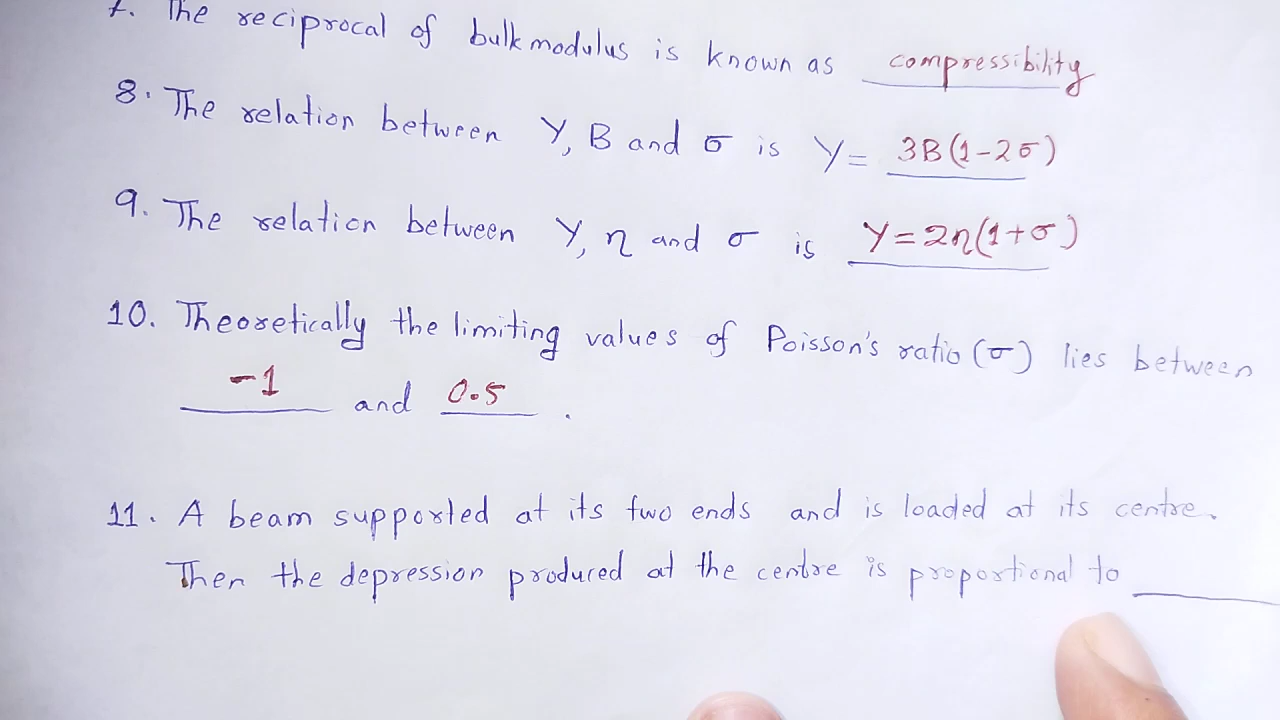 7. The reciprocal of bulk modulus is known as compressibility
8. The relation between Y, B and σ is Y= 3B(1-2σ)
9. The relation between Y, η and σ is Y=2η(1+σ)
10. Theoretically the limiting values of Poisson's ratio (σ) lies between
-1 and 0.5 .
11. A beam supported at its two ends and is loaded at its centre.
Then the depression produced at the centre is proportional to